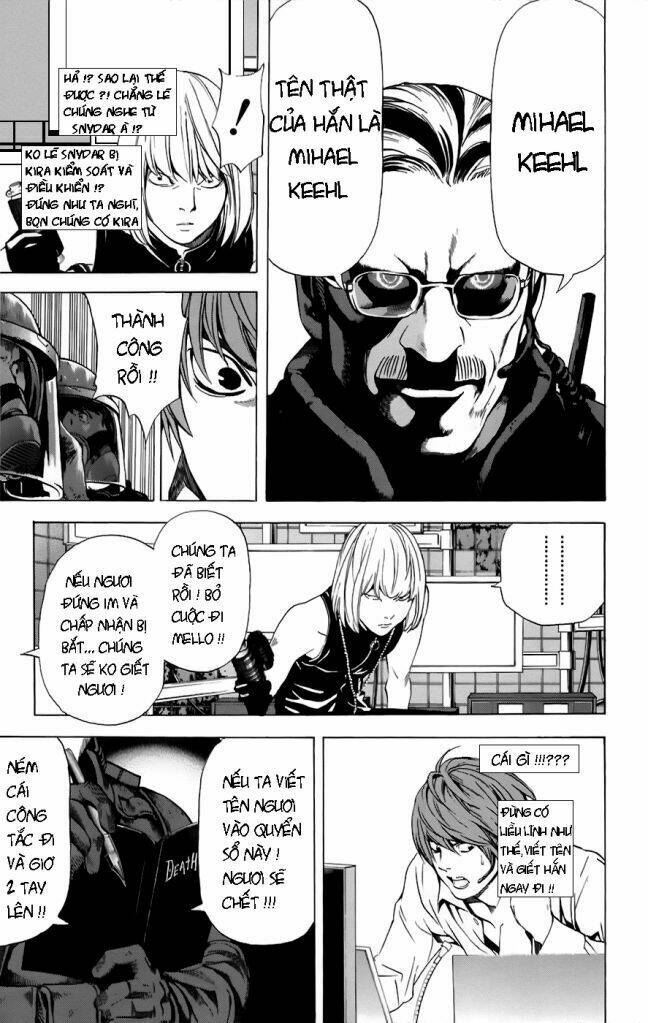 MIHAEL
KEEHL
TÊN THẬT
CỦA HẮN LÀ
MIHAEL
KEEHL
!
HẢ !? SAO LẠI THẾ
ĐƯỢC ?! CHẲNG LẼ
CHÚNG NGHE TỪ
SNYDAR À !?
KO LẼ SNYDAR BỊ
KIRA KIỂM SOÁT VÀ
ĐIỀU KHIỂN !?
ĐÚNG NHƯ TA NGHĨ,
BỌN CHÚNG CÓ KIRA
THÀNH
CÔNG
RỒI !!
CHÚNG TA
ĐÃ BIẾT
RỒI ! BỎ
CUỘC ĐI
MELLO !!
NẾU NGƯƠI
ĐỨNG IM VÀ
CHẤP NHẬN BỊ
BẮT... CHÚNG
TA SẼ KO GIẾT
NGƯƠI !
CÁI GÌ !!!???
ĐỪNG CÓ
LIỀU LĨNH NHƯ
THẾ, VIẾT TÊN
VÀ GIẾT HẮN
NGAY ĐI !!
NẾU TA VIẾT
TÊN NGƯƠI
VÀO QUYỂN
SỔ NÀY !
NGƯƠI SẼ
CHẾT !!!
DEATH
NÉM
CÁI
CÔNG
TẮC ĐI
VÀ GIƠ
2 TAY
LÊN !!